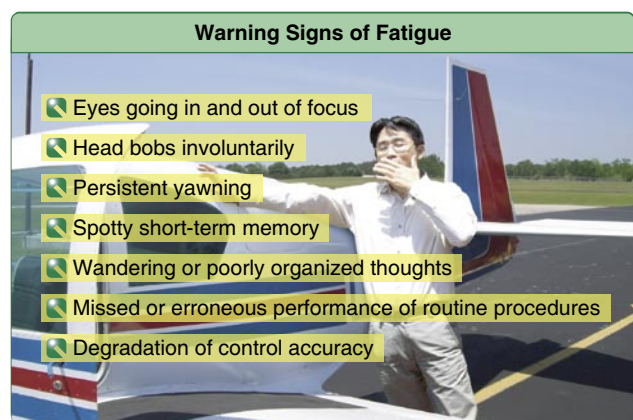 Warning Signs of Fatigue
Eyes going in and out of focus
Head bobs involuntarily
Persistent yawning
Spotty short-term memory
Wandering or poorly organized thoughts
Missed or erroneous performance of routine procedures
Degradation of control accuracy